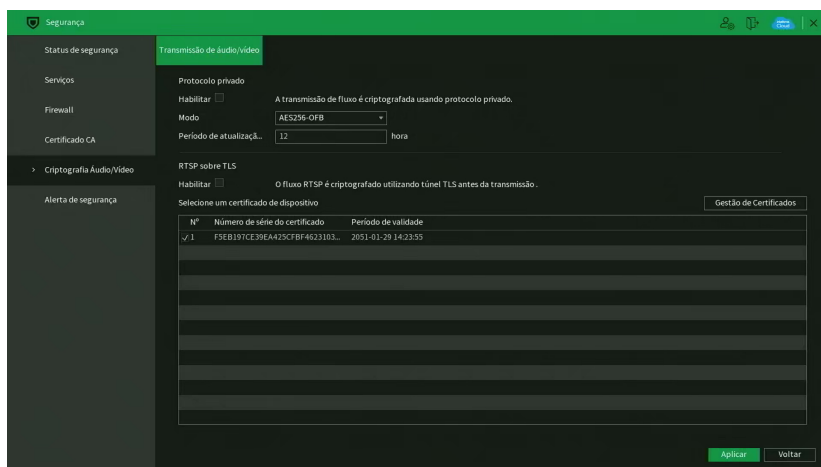 Segurança
Cloud
Status de segurança
Serviços
Firewall
Certificado CA
Criptografia Áudio/Vídeo
Alerta de segurança
Transmissão de áudio/vídeo
Protocolo privado
Habilitar A transmissão de fluxo é criptografada usando protocolo privado.
Modo AES256-OFB
Período de atualizaçã... 12 hora
RTSP sobre TLS
Habilitar O fluxo RTSP é criptografado utilizando túnel TLS antes da transmissão .
Selecione um certificado de dispositivo Gestão de Certificados
Nº Número de série do certificado Período de validade
1 F5EB197CE39EA425CFBF4623103... 2051-01-29 14:23:55
Aplicar Voltar